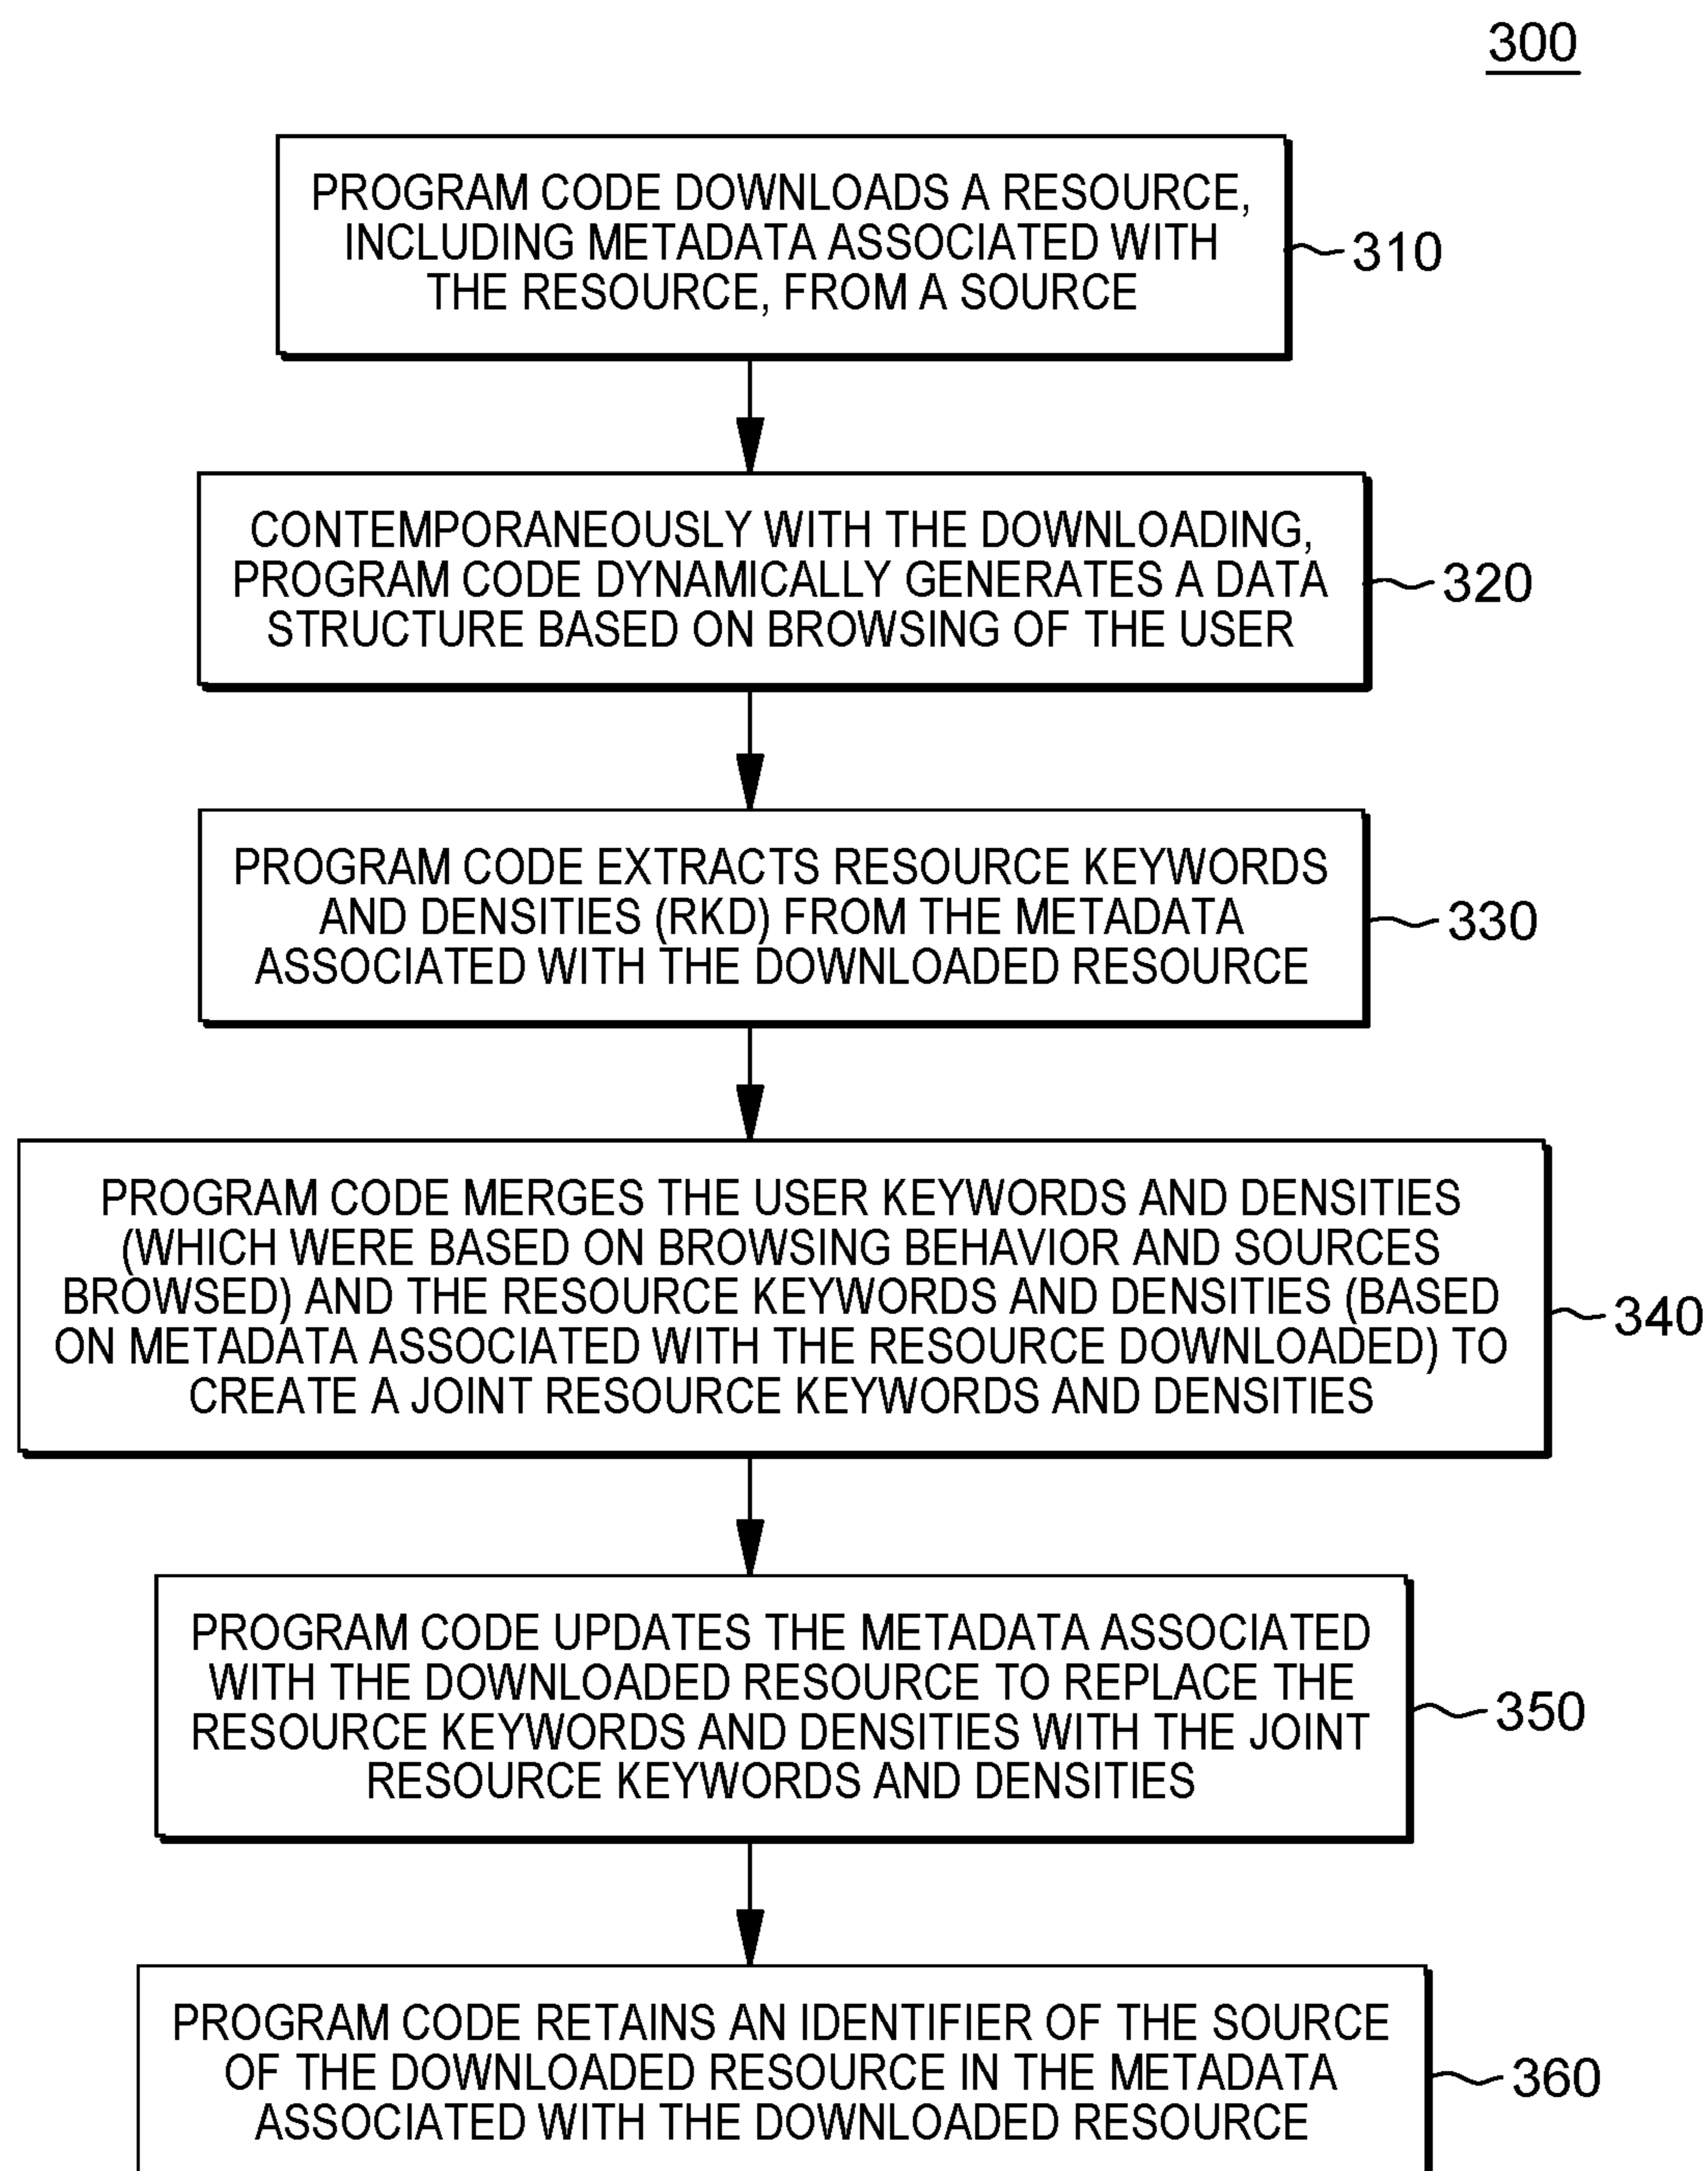 300
PROGRAM CODE DOWNLOADS A RESOURCE,
INCLUDING METADATA ASSOCIATED WITH
THE RESOURCE, FROM A SOURCE
310
CONTEMPORANEOUSLY WITH THE DOWNLOADING,
PROGRAM CODE DYNAMICALLY GENERATES A DATA
STRUCTURE BASED ON BROWSING OF THE USER
320
PROGRAM CODE EXTRACTS RESOURCE KEYWORDS
AND DENSITIES (RKD) FROM THE METADATA
ASSOCIATED WITH THE DOWNLOADED RESOURCE
330
PROGRAM CODE MERGES THE USER KEYWORDS AND DENSITIES
(WHICH WERE BASED ON BROWSING BEHAVIOR AND SOURCES
BROWSED) AND THE RESOURCE KEYWORDS AND DENSITIES (BASED
ON METADATA ASSOCIATED WITH THE RESOURCE DOWNLOADED) TO
CREATE A JOINT RESOURCE KEYWORDS AND DENSITIES
340
PROGRAM CODE UPDATES THE METADATA ASSOCIATED
WITH THE DOWNLOADED RESOURCE TO REPLACE THE
RESOURCE KEYWORDS AND DENSITIES WITH THE JOINT
RESOURCE KEYWORDS AND DENSITIES
350
PROGRAM CODE RETAINS AN IDENTIFIER OF THE SOURCE
OF THE DOWNLOADED RESOURCE IN THE METADATA
ASSOCIATED WITH THE DOWNLOADED RESOURCE
360